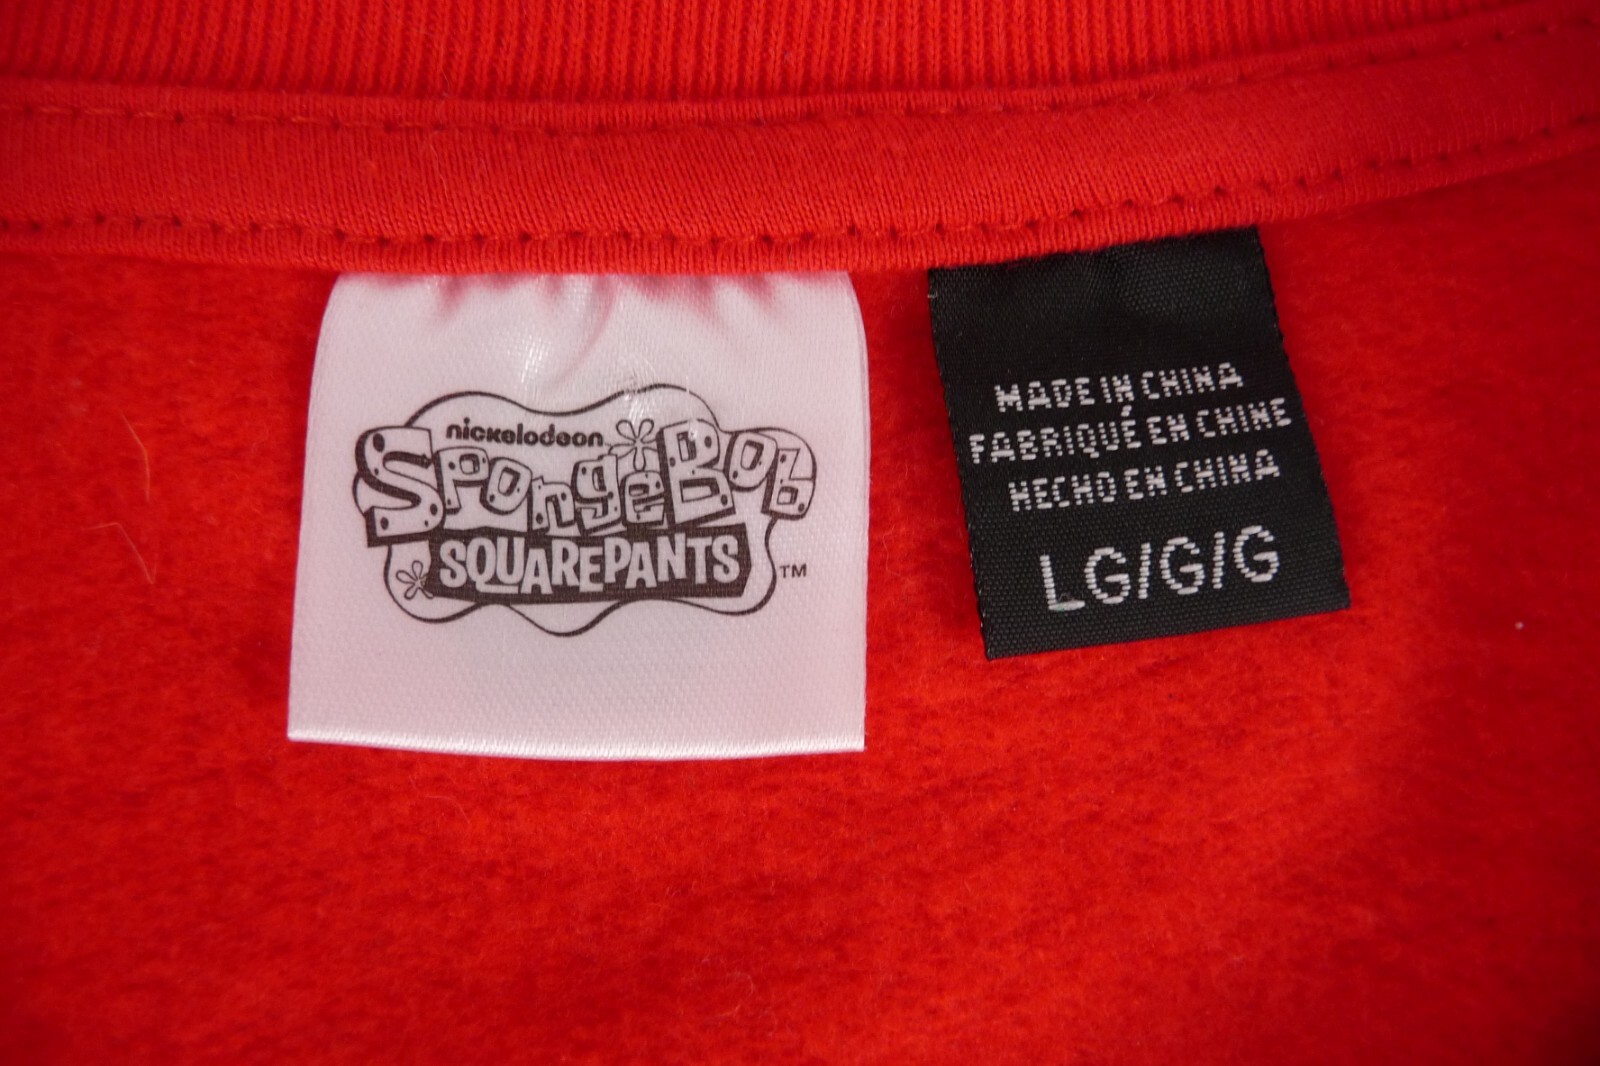 nickelodeon
SPongeBob
SQUAREPANTS
TM
MADE IN CHINA
FABRIQUÉ EN CHINE
HECHO EN CHINA
LG/G/G